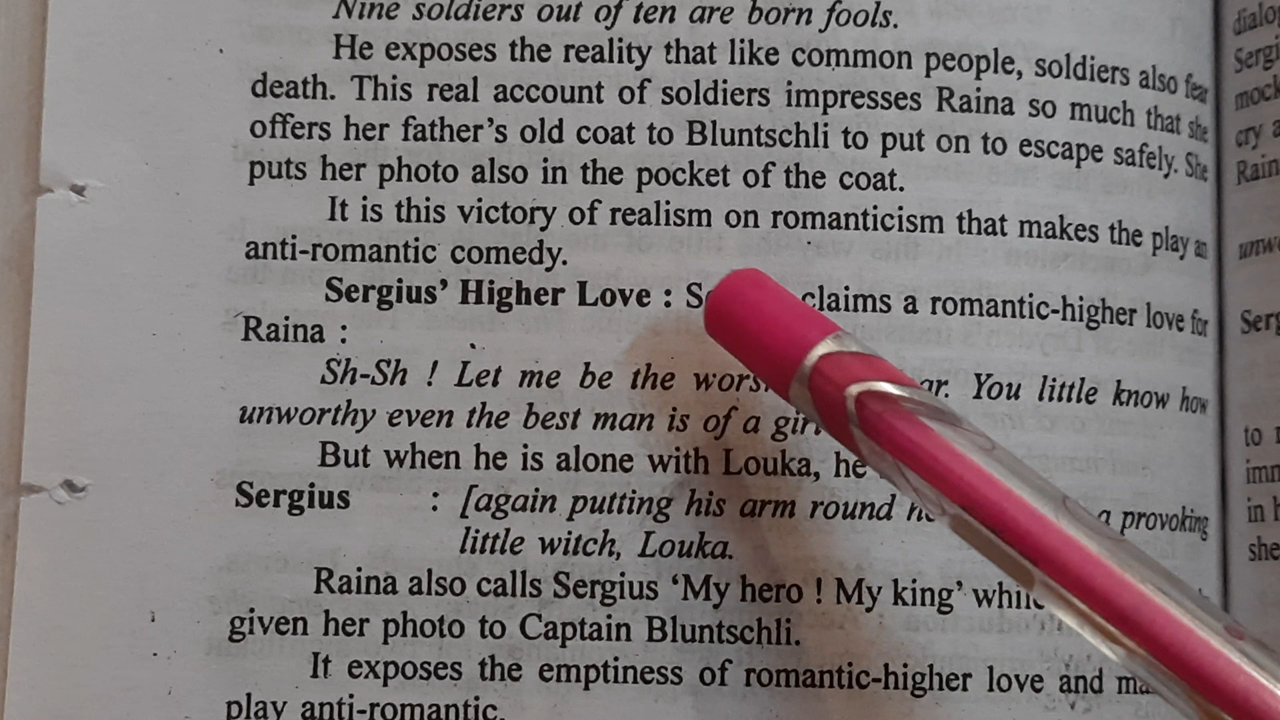 Nine soldiers out of ten are born fools.
He exposes the reality that like common people, soldiers also fear
death. This real account of soldiers impresses Raina so much that she
offers her father's old coat to Bluntschli to put on to escape safely. She
puts her photo also in the pocket of the coat.
It is this victory of realism on romanticism that makes the play an
anti-romantic comedy.
Sergius' Higher Love : claims a romantic-higher love for
Raina :
Sh-Sh ! Let me be the You little know how
unworthy even the best man is of a
But when he is alone with Louka, he
Sergius : [again putting his arm round a provoking
little witch, Louka.
Raina also calls Sergius 'My hero ! My king'
given her photo to Captain Bluntschli.
It exposes the emptiness of romantic-higher love and
play anti-romantic.
cry
to
in
she